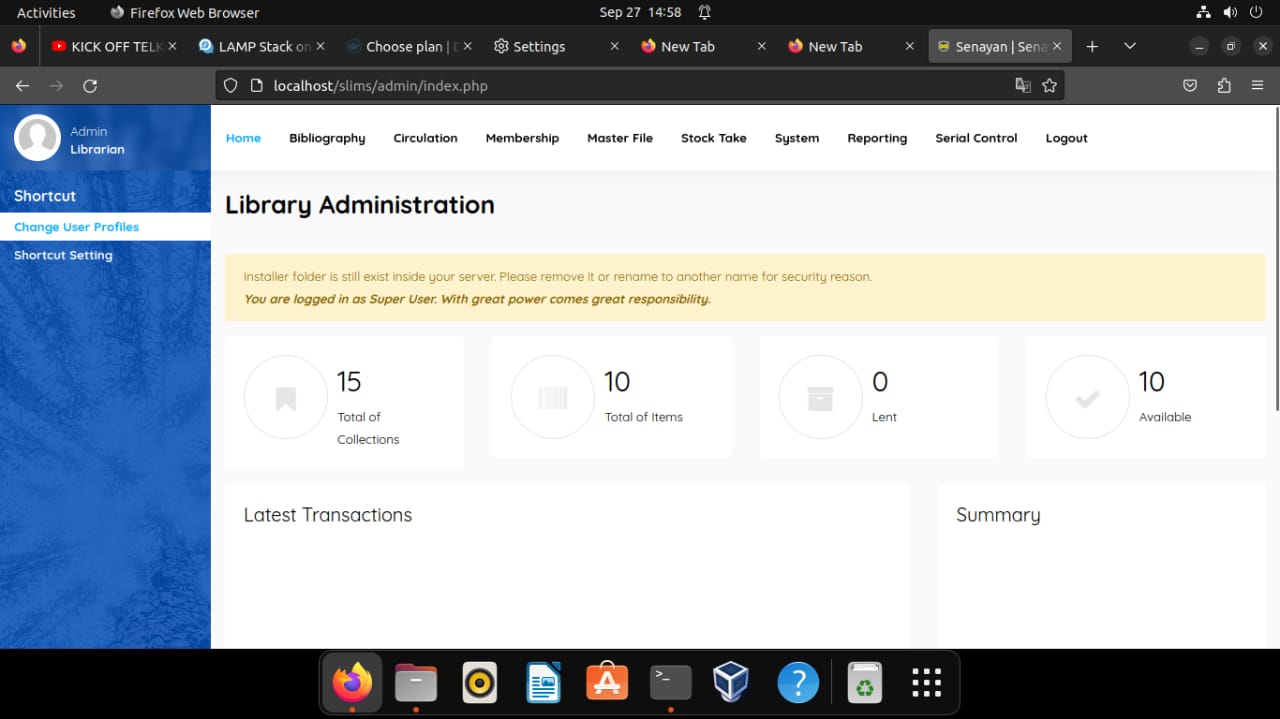 Activities
Firefox Web Browser
Sep 27 14:58
KICK OFF TELK
LAMP Stack on
Choose plan | D
Settings
New Tab
New Tab
Senayan | Sena
localhost/slims/admin/index.php
Admin
Librarian
Home
Bibliography
Circulation
Membership
Master File
Stock Take
System
Reporting
Serial Control
Logout
Shortcut
Change User Profiles
Shortcut Setting
Library Administration
Installer folder is still exist inside your server. Please remove it or rename to another name for security reason.
You are logged in as Super User. With great power comes great responsibility.
15
Total of
Collections
10
Total of Items
0
Lent
10
Available
Latest Transactions
Summary